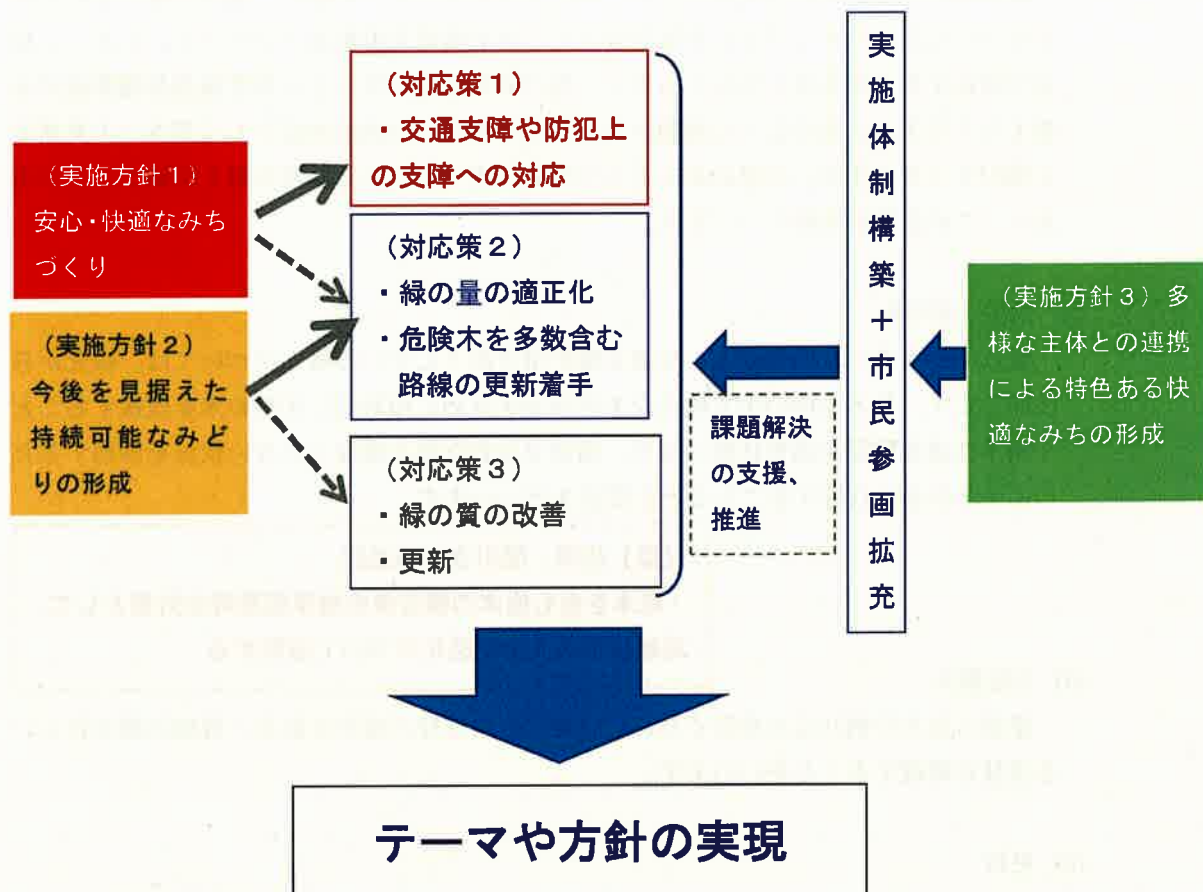 （実施方針１）
安心・快適なみち
づくり
（実施方針２）
今後を見据えた
持続可能なみど
りの形成
（対応策１）
・交通支障や防犯上
の支障への対応
（対応策２）
・緑の量の適正化
・危険木を多数含む
路線の更新着手
（対応策３）
・緑の質の改善
・更新
課題解決
の支援、
推進
実施体制構築＋市民参画拡充
（実施方針３）多
様な主体との連携
による特色ある快
適なみちの形成
テーマや方針の実現